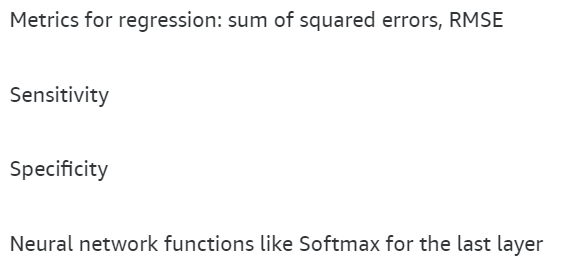 Metrics for regression: sum of squared errors, RMSE
Sensitivity
Specificity
Neural network functions like Softmax for the last layer